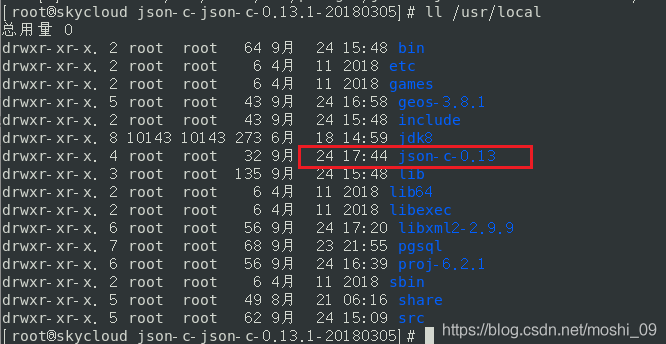 [root@skycloud json-c-json-c-0.13.1-20180305]# ll /usr/local
总用量 0
drwxr-xr-x. 2 root root 64 9月 24 15:48 bin
drwxr-xr-x. 2 root root 6 4月 11 2018 etc
drwxr-xr-x. 2 root root 6 4月 11 2018 games
drwxr-xr-x. 5 root root 43 9月 24 16:58 geos-3.8.1
drwxr-xr-x. 2 root root 43 9月 24 15:48 include
drwxr-xr-x. 8 10143 10143 273 6月 18 14:59 jdk8
drwxr-xr-x. 4 root root 32 9月 24 17:44 json-c-0.13
drwxr-xr-x. 3 root root 135 9月 24 15:48 lib
drwxr-xr-x. 2 root root 6 4月 11 2018 lib64
drwxr-xr-x. 2 root root 6 4月 11 2018 libexec
drwxr-xr-x. 6 root root 56 9月 24 17:20 libxml2-2.9.9
drwxr-xr-x. 7 root root 68 9月 23 21:55 pgsql
drwxr-xr-x. 6 root root 56 9月 24 16:39 proj-6.2.1
drwxr-xr-x. 2 root root 6 4月 11 2018 sbin
drwxr-xr-x. 5 root root 49 8月 21 06:16 share
drwxr-xr-x. 5 root root 62 9月 24 15:09 src
[root@skycloud json-c-json-c-0.13.1-20180305]#
https://blog.csdn.net/moshi_09